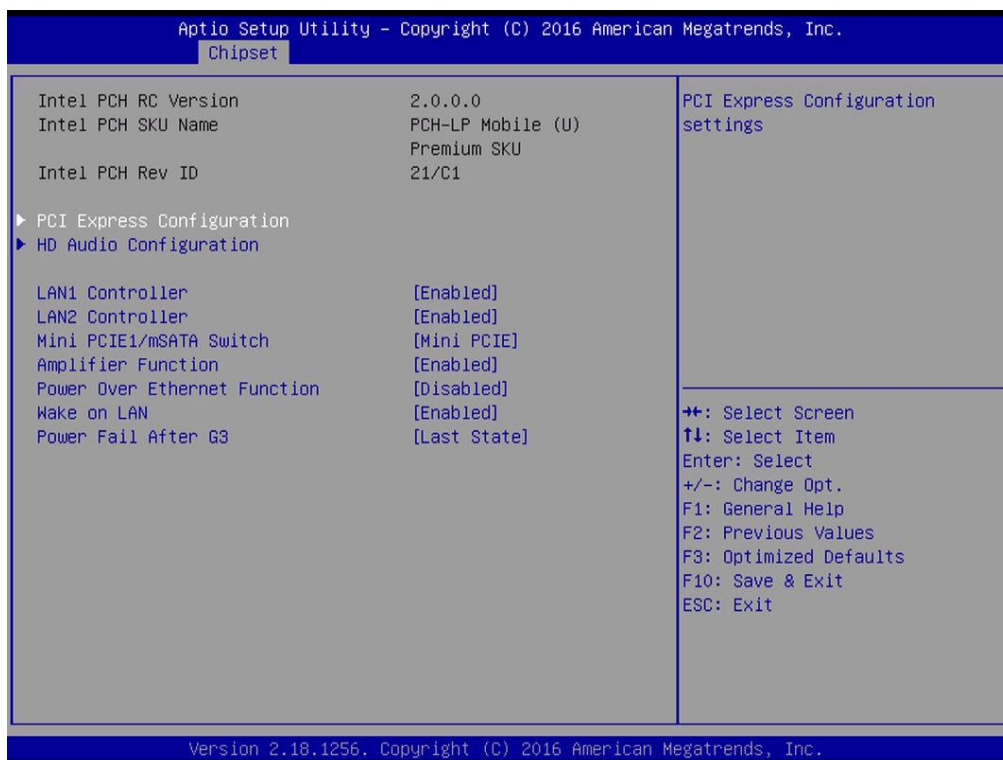 Aptio Setup Utility – Copyright (C) 2016 American Megatrends, Inc.
Chipset
Intel PCH RC Version 2.0.0.0
Intel PCH SKU Name PCH-LP Mobile (U)
Premium SKU
Intel PCH Rev ID 21/C1
▶ PCI Express Configuration
▶ HD Audio Configuration
LAN1 Controller [Enabled]
LAN2 Controller [Enabled]
Mini PCIE1/mSATA Switch [Mini PCIE]
Amplifier Function [Enabled]
Power Over Ethernet Function [Disabled]
Wake on LAN [Enabled]
Power Fail After G3 [Last State]
PCI Express Configuration
settings
→←: Select Screen
↑↓: Select Item
Enter: Select
+/-: Change Opt.
F1: General Help
F2: Previous Values
F3: Optimized Defaults
F10: Save & Exit
ESC: Exit
Version 2.18.1256. Copyright (C) 2016 American Megatrends, Inc.